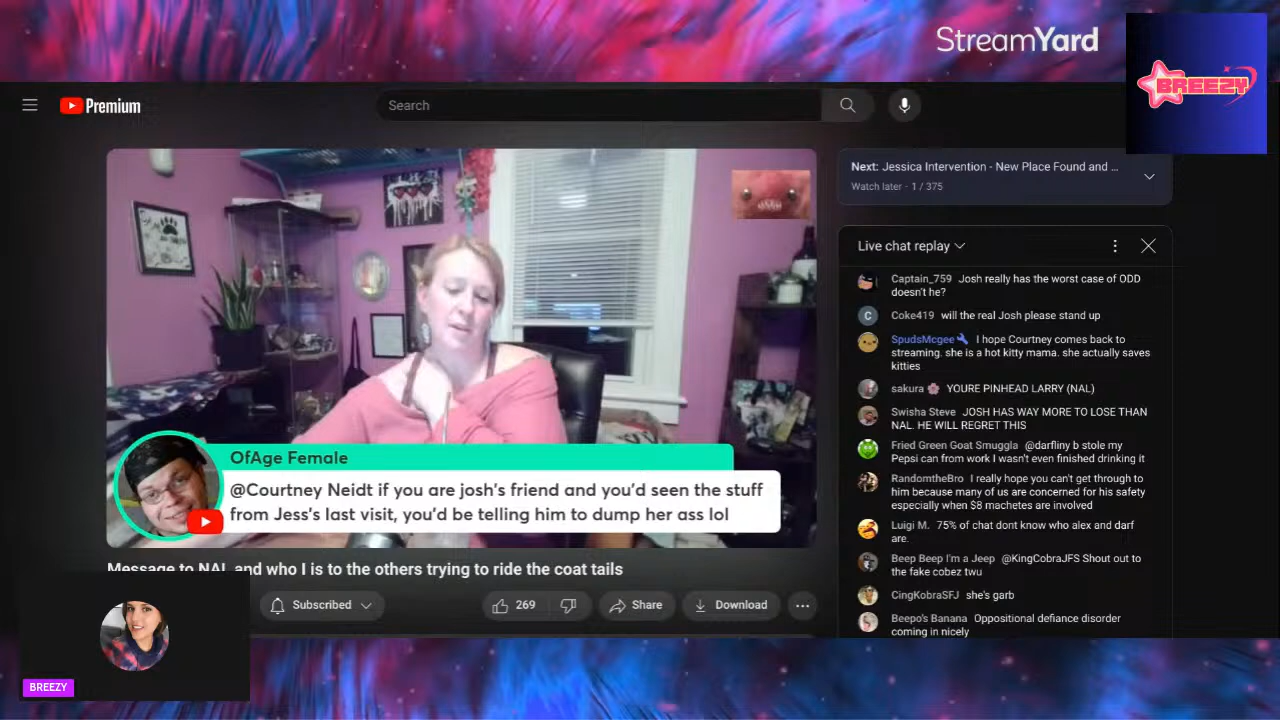 StreamYard
BREEZY
Premium
Search
Next: Jessica Intervention - New Place Found and ...
Watch later · 1 / 375
Live chat replay
Captain_759 Josh really has the worst case of ODD
doesn't he?
Coke419 will the real Josh please stand up
SpudsMcgee I hope Courtney comes back to
streaming. she is a hot kitty mama. she actually saves
kitties
sakura YOURE PINHEAD LARRY (NAL)
Swisha Steve JOSH HAS WAY MORE TO LOSE THAN
NAL. HE WILL REGRET THIS
Fried Green Goat Smuggla @darfliny b stole my
Pepsi can from work I wasn't even finished drinking it
RandomtheBro I really hope you can't get through to
him because many of us are concerned for his safety
especially when $8 machetes are involved
Luigi M. 75% of chat dont know who alex and darf
are.
Beep Beep I'm a Jeep @KingCobraJFS Shout out to
the fake cobez twu
CingKobraSFJ she's garb
Beepo's Banana Oppositional defiance disorder
coming in nicely
OfAge Female
@Courtney Neidt if you are josh's friend and you'd seen the stuff
from Jess's last visit, you'd be telling him to dump her ass lol
Message to NAL and who I is to the others trying to ride the coat tails
Subscribed
269
Share
Download
BREEZY